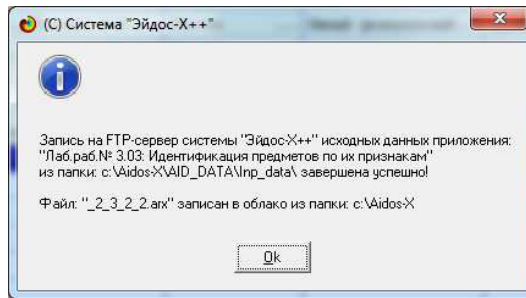 (C) Система "Эйдос-Х++"
Запись на FTP-сервер системы "Эйдос-Х++" исходных данных приложения:
"Лаб.раб.№ 3.03: Идентификация предметов по их признакам"
из папки: c:\Aidos-X\AID_DATA\Inp_data\ завершена успешно!
Файл: "_2_3_2_2.arx" записан в облако из папки: c:\Aidos-X
Ok